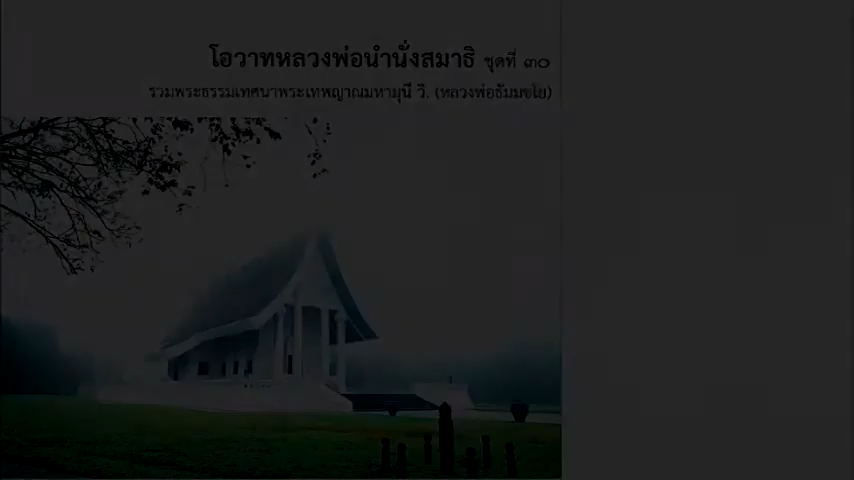 โอวาทหลวงพ่อนำนั่งสมาธิ ชุดที่ ๓๐
รวมพระธรรมเทศนาพระเทพญาณมหามุนี วิ. (หลวงพ่อธัมมชโย)